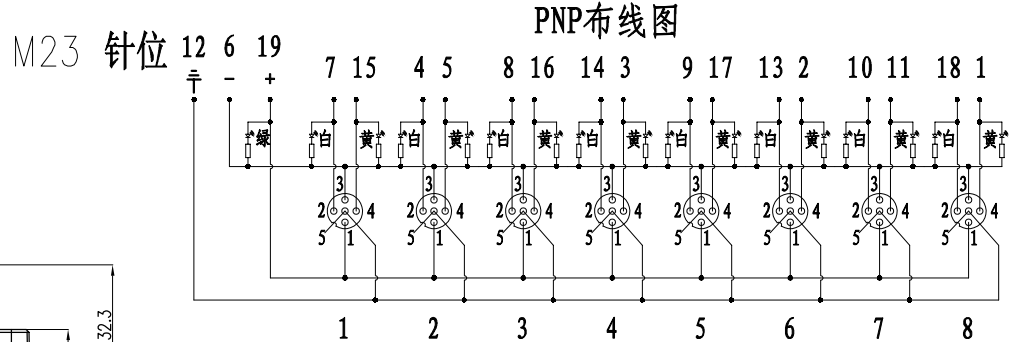 PNP布线图
M23 针位 12 6 19 7 15 4 5 8 16 14 3 9 17 13 2 10 11 18 1
- +
绿 白 黄 白 黄 白 黄 白 黄 白 黄 白 黄 白 黄 白 黄
3 3 3 3 3 3 3 3
2 4 2 4 2 4 2 4 2 4 2 4 2 4 2 4
5 1 5 1 5 1 5 1 5 1 5 1 5 1 5 1
32.3
1 2 3 4 5 6 7 8